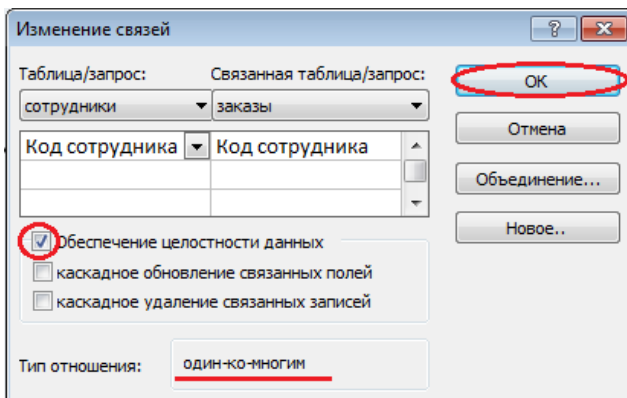 Изменение связей
Таблица/запрос: Связанная таблица/запрос:
сотрудники заказы
Код сотрудника Код сотрудника
Обеспечение целостности данных
каскадное обновление связанных полей
каскадное удаление связанных записей
Тип отношения: один-ко-многим
OK
Отмена
Объединение...
Новое..